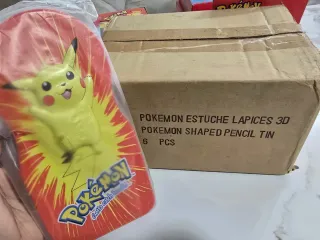 POKEMON ESTUCHE LAPICES 3D
POKEMON SHAPED PENCIL TIN
6 PCS
POKéMON